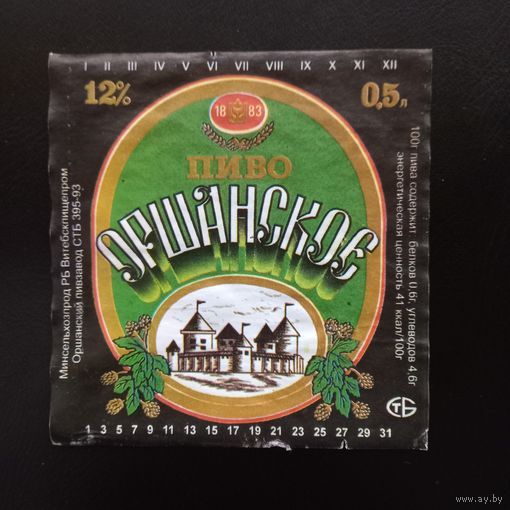 I II III IV V VI VII VIII IX X XI XII
12%
0,5 л
18 83
ПИВО
ОРШАНСКОЕ
Минсельхозпрод РБ Витебскпищепром
Оршанский пивзавод СТБ 395-93
100г пива содержит: белков 0,6г, углеводов 4,6г
энергетическая ценность 41 ккал/100г
СТБ
1 3 5 7 9 11 13 15 17 19 21 23 25 27 29 31
www.ay.by